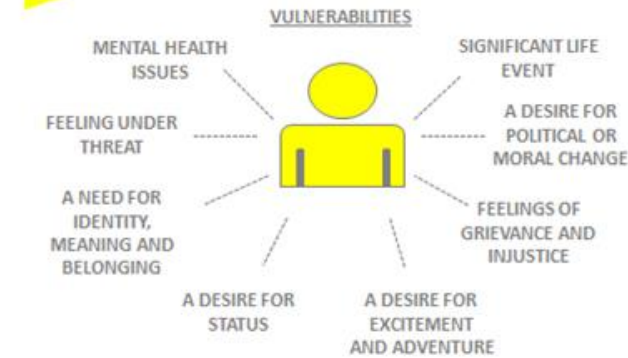 VULNERABILITIES
MENTAL HEALTH
ISSUES
SIGNIFICANT LIFE
EVENT
FEELING UNDER
THREAT
A DESIRE FOR
POLITICAL OR
MORAL CHANGE
A NEED FOR
IDENTITY,
MEANING AND
BELONGING
FEELINGS OF
GRIEVANCE AND
INJUSTICE
A DESIRE FOR
STATUS
A DESIRE FOR
EXCITEMENT
AND ADVENTURE